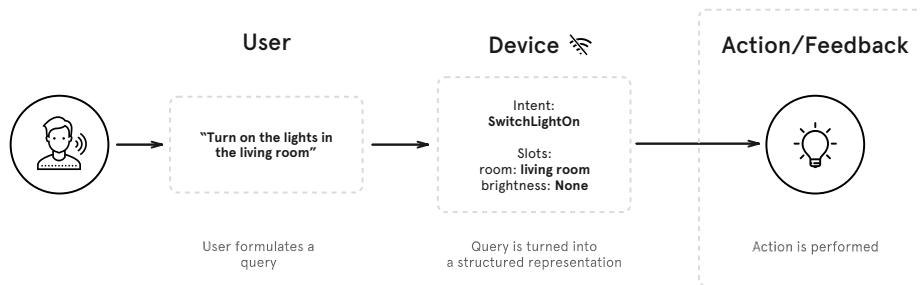 User
Device
Action/Feedback
“Turn on the lights in
the living room”
Intent:
SwitchLightOn
Slots:
room: living room
brightness: None
User formulates a
query
Query is turned into
a structured representation
Action is performed